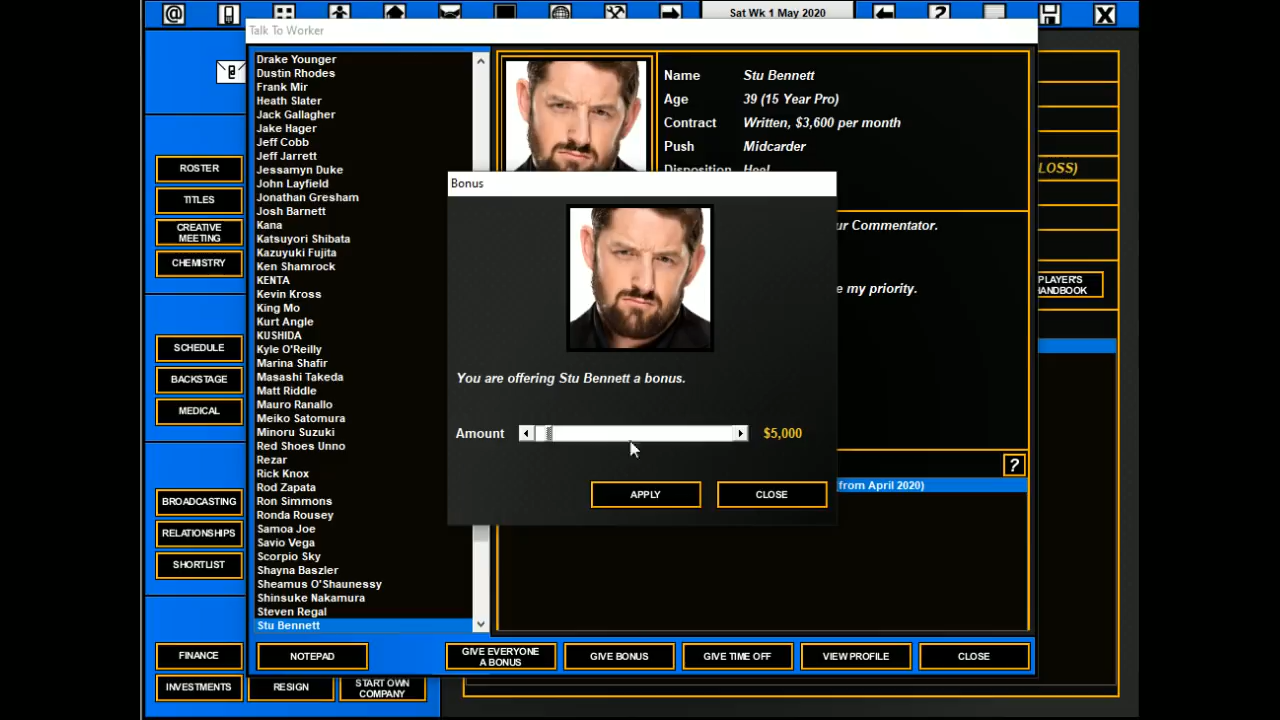 Sat Wk 1 May 2020
Talk To Worker
Drake Younger
Dustin Rhodes
Frank Mir
Heath Slater
Jack Gallagher
Jake Hager
Jeff Cobb
Jeff Jarrett
Jessamyn Duke
John Layfield
Jonathan Gresham
Josh Barnett
Kana
Katsuyori Shibata
Kazuyuki Fujita
Ken Shamrock
KENTA
Kevin Kross
King Mo
Kurt Angle
KUSHIDA
Kyle O'Reilly
Marina Shafir
Masashi Takeda
Matt Riddle
Mauro Ranallo
Meiko Satomura
Minoru Suzuki
Red Shoes Unno
Rezar
Rick Knox
Rod Zapata
Ron Simmons
Ronda Rousey
Samoa Joe
Savio Vega
Scorpio Sky
Shayna Baszler
Sheamus O'Shaunessy
Shinsuke Nakamura
Steven Regal
Stu Bennett
Name Stu Bennett
Age 39 (15 Year Pro)
Contract Written, $3,600 per month
Push Midcarder
Disposition Heel
ur Commentator.
e my priority.
from April 2020)
?
LOSS)
PLAYER'S
HANDBOOK
Bonus
You are offering Stu Bennett a bonus.
Amount $5,000
APPLY
CLOSE
ROSTER
TITLES
CREATIVE
MEETING
CHEMISTRY
SCHEDULE
BACKSTAGE
MEDICAL
BROADCASTING
RELATIONSHIPS
SHORTLIST
FINANCE
INVESTMENTS
RESIGN
START OWN
COMPANY
NOTEPAD
GIVE EVERYONE
A BONUS
GIVE BONUS
GIVE TIME OFF
VIEW PROFILE
CLOSE